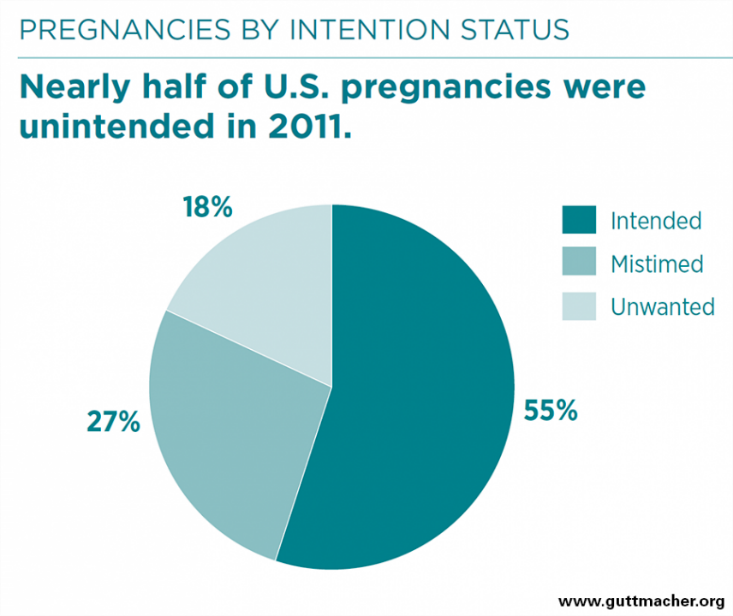 PREGNANCIES BY INTENTION STATUS
Nearly half of U.S. pregnancies were
unintended in 2011.
18%
Intended
Mistimed
Unwanted
27%
55%
www.guttmacher.org